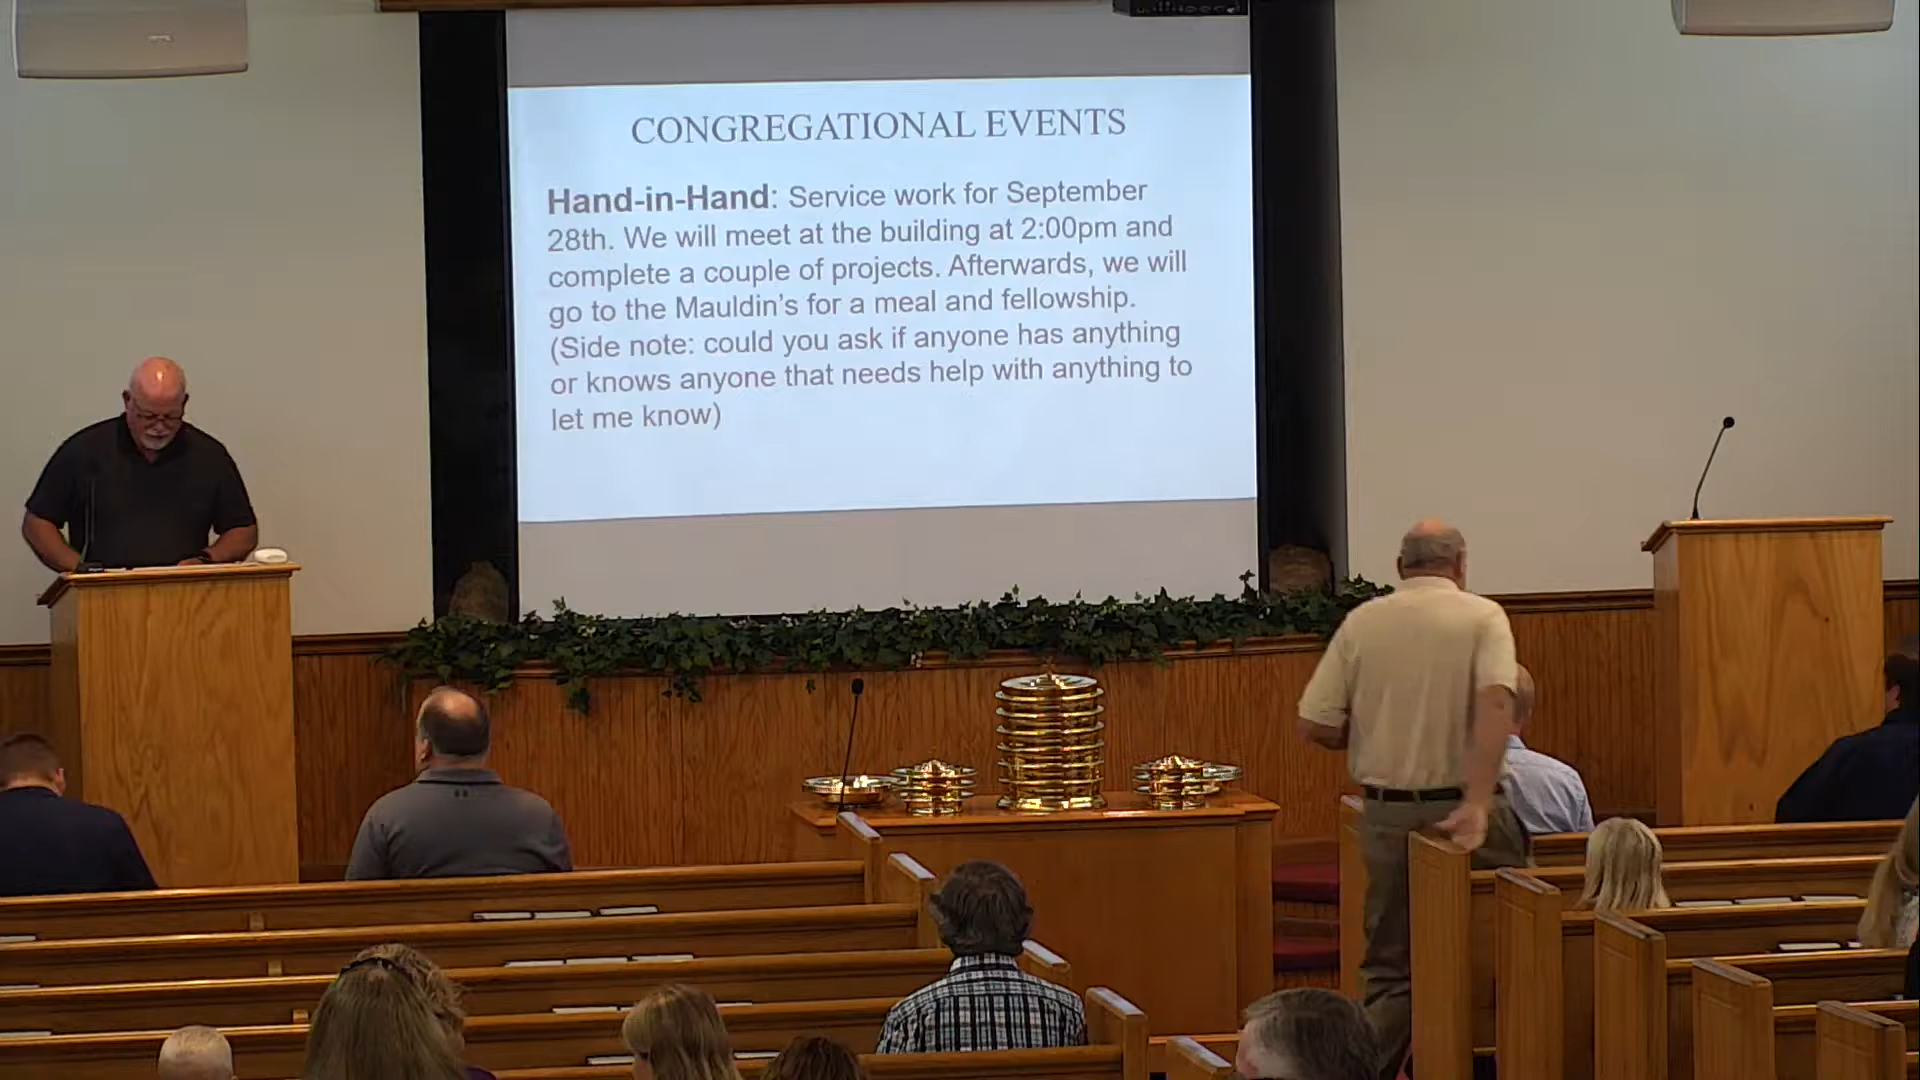 CONGREGATIONAL EVENTS
Hand-in-Hand: Service work for September
28th. We will meet at the building at 2:00pm and
complete a couple of projects. Afterwards, we will
go to the Mauldin's for a meal and fellowship.
(Side note: could you ask if anyone has anything
or knows anyone that needs help with anything to
let me know)